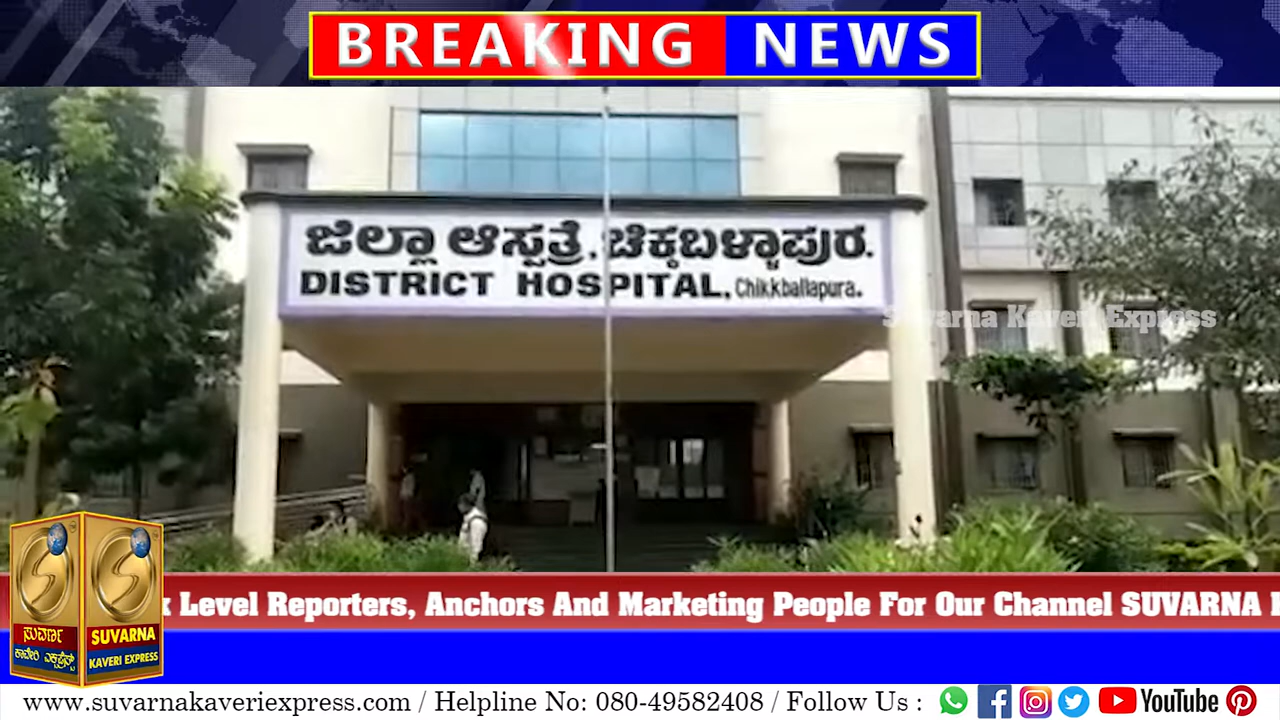 BREAKING NEWS
ಜಿಲ್ಲಾ ಆಸ್ಪತ್ರೆ, ಚಿಕ್ಕಬಳ್ಳಾಪುರ.
DISTRICT HOSPITAL, Chikkballapura.
Suvarna Kaveri Express
Level Reporters, Anchors And Marketing People For Our Channel SUVARNA
ಸುವರ್ಣ
ಕಾವೇರಿ ಎಕ್ಸ್‌ಪ್ರೆಸ್
SUVARNA
KAVERI EXPRESS
www.suvarnakaveriexpress.com / Helpline No: 080-49582408 / Follow Us :
YouTube